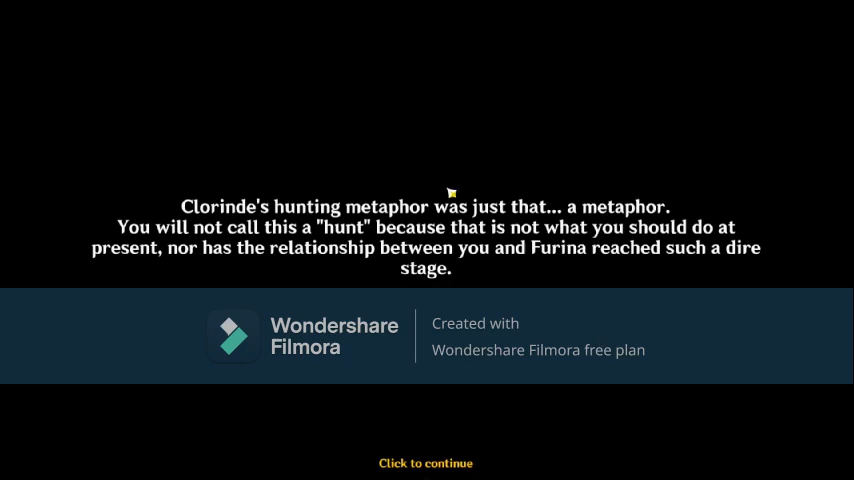 Clorinde's hunting metaphor was just that... a metaphor.
You will not call this a "hunt" because that is not what you should do at
present, nor has the relationship between you and Furina reached such a dire
stage.
Wondershare
Filmora
Created with
Wondershare Filmora free plan
Click to continue